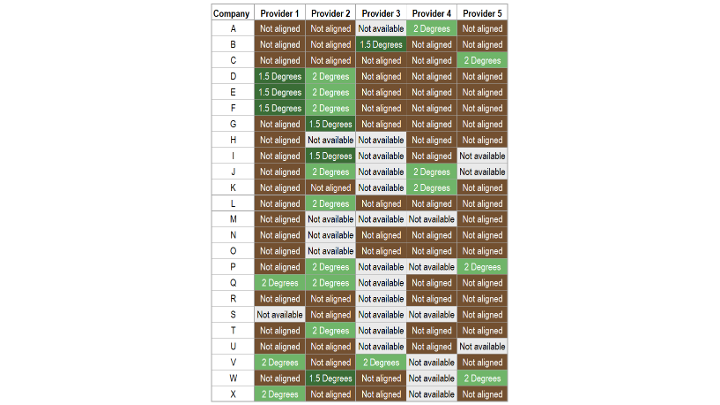 Company Provider 1 Provider 2 Provider 3 Provider 4 Provider 5
A Not aligned Not aligned Not available 2 Degrees Not aligned
B Not aligned Not aligned 1.5 Degrees Not aligned Not aligned
C Not aligned Not aligned Not aligned Not aligned 2 Degrees
D 1.5 Degrees 2 Degrees Not aligned Not aligned Not aligned
E 1.5 Degrees 2 Degrees Not aligned Not aligned Not aligned
F 1.5 Degrees 2 Degrees Not aligned Not aligned Not aligned
G Not aligned 1.5 Degrees Not aligned Not aligned Not aligned
H Not aligned Not available Not available Not aligned Not aligned
I Not aligned 1.5 Degrees Not available Not aligned Not available
J Not aligned 2 Degrees Not available 2 Degrees Not available
K Not aligned Not aligned Not available 2 Degrees Not aligned
L Not aligned 2 Degrees Not aligned Not aligned Not aligned
M Not aligned Not available Not available Not available Not aligned
N Not aligned Not available Not aligned Not aligned Not aligned
O Not aligned Not available Not aligned Not aligned Not aligned
P Not aligned 2 Degrees Not available Not available 2 Degrees
Q 2 Degrees 2 Degrees Not available Not aligned Not aligned
R Not aligned Not aligned Not available Not aligned Not aligned
S Not available Not aligned Not available Not available Not aligned
T Not aligned 2 Degrees Not available Not aligned Not aligned
U Not aligned Not aligned Not available Not aligned Not available
V 2 Degrees Not aligned 2 Degrees Not available Not aligned
W Not aligned 1.5 Degrees Not aligned Not available 2 Degrees
X 2 Degrees Not aligned Not aligned Not available Not aligned